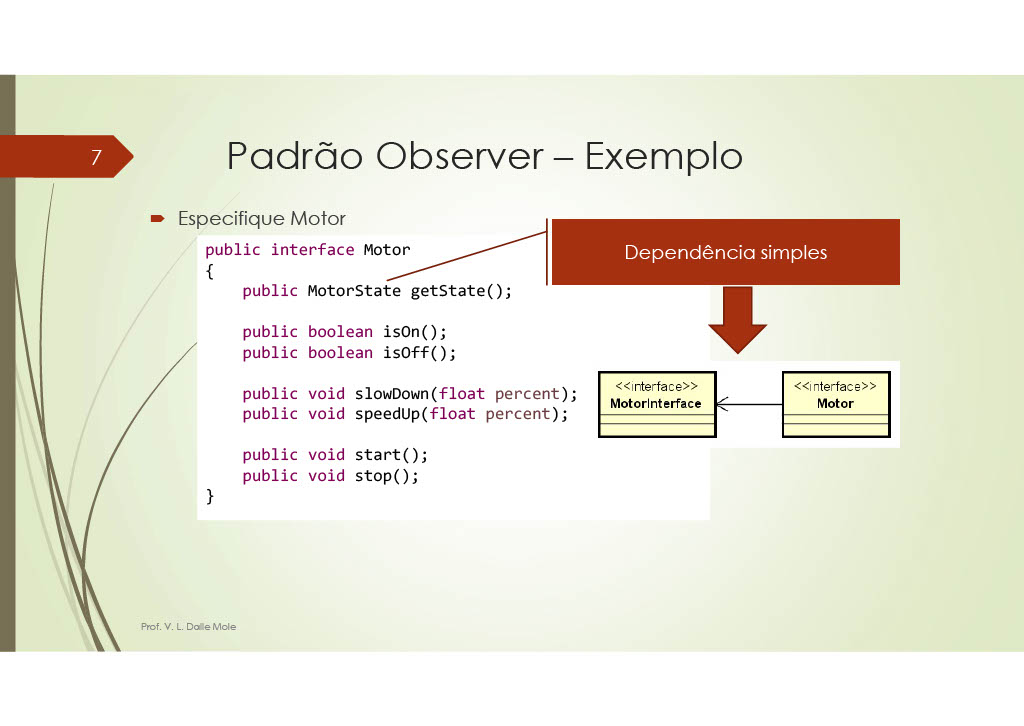 7
Padrão Observer – Exemplo
Especifique Motor
public interface Motor
{
public MotorState getState();
public boolean isOn();
public boolean isOff();
public void slowDown(float percent);
public void speedUp(float percent);
public void start();
public void stop();
}
Dependência simples
<<interface>>
MotorInterface
<<interface>>
Motor
Prof. V. L. Dalle Mole